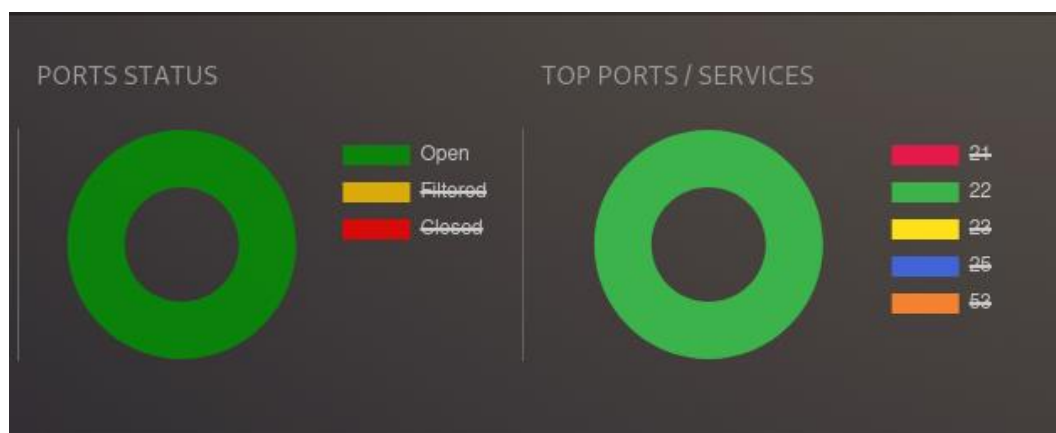 PORTS STATUS
Open
Filtered
Closed
TOP PORTS / SERVICES
21
22
23
25
53